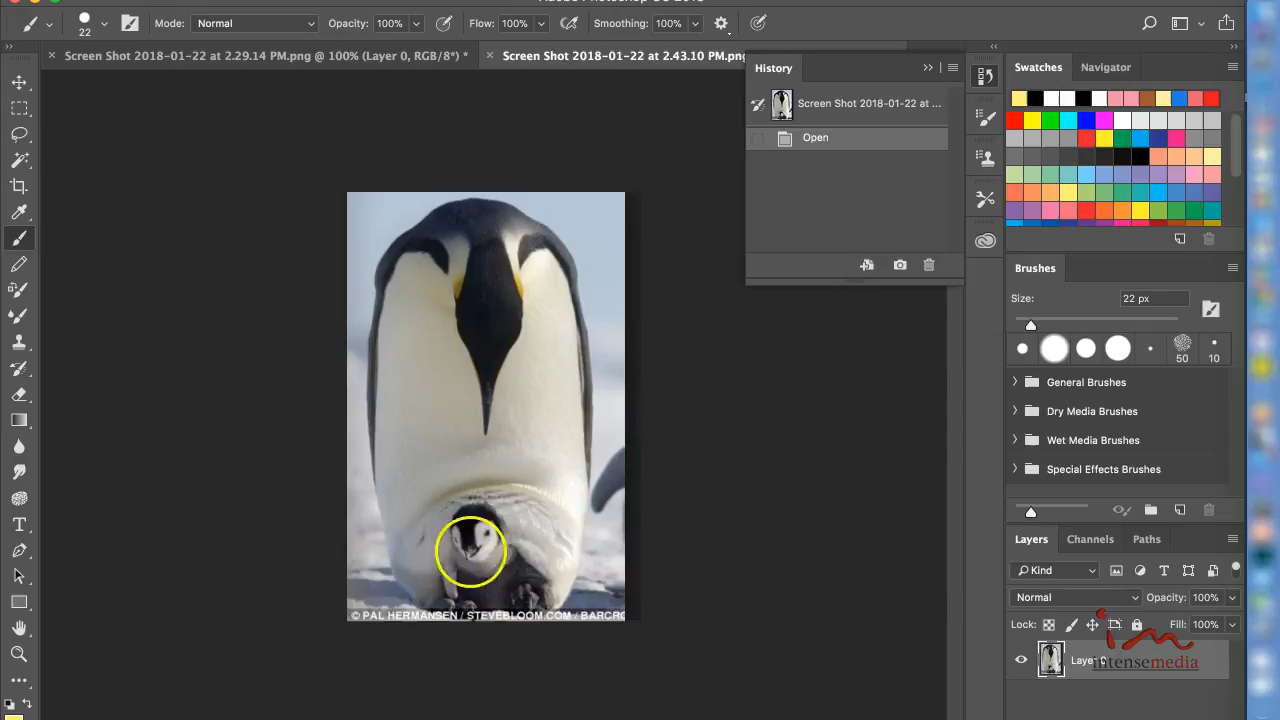 22
Mode: Normal
Opacity: 100%
Flow: 100%
Smoothing: 100%
Screen Shot 2018-01-22 at 2.29.14 PM.png @ 100% (Layer 0, RGB/8*) *
Screen Shot 2018-01-22 at 2.43.10 PM.png
History
Screen Shot 2018-01-22 at ...
Open
Swatches
Navigator
Brushes
Size: 22 px
50
10
General Brushes
Dry Media Brushes
Wet Media Brushes
Special Effects Brushes
Layers
Channels
Paths
Kind
Normal
Opacity: 100%
Lock:
Fill: 100%
Layer 0
im
intensemedia
© PAL HERMANSEN / STEVEBLOOM.COM / BARCRO